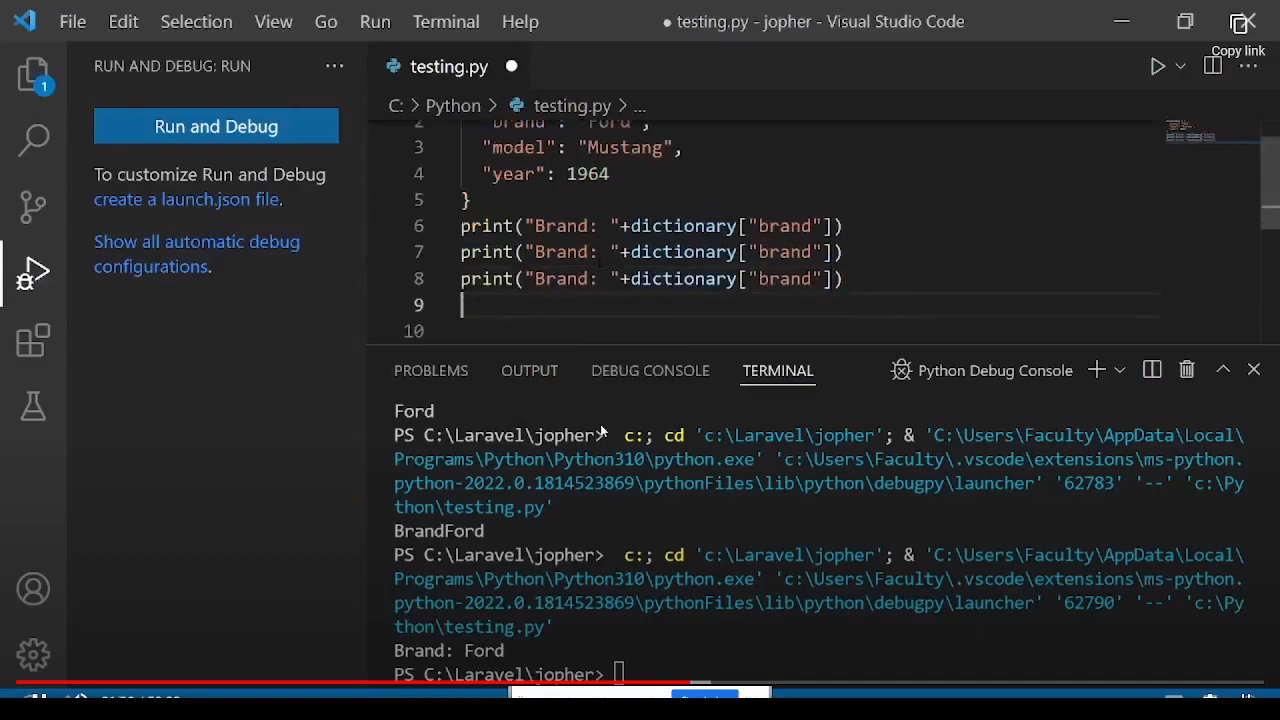 File Edit Selection View Go Run Terminal Help
● testing.py - jopher - Visual Studio Code
Copy link
RUN AND DEBUG: RUN ...
testing.py
1
C: > Python > testing.py > ...
Run and Debug
To customize Run and Debug
create a launch.json file.
Show all automatic debug
configurations.
2 "brand": "Ford",
3 "model": "Mustang",
4 "year": 1964
5 }
6 print("Brand: "+dictionary["brand"])
7 print("Brand: "+dictionary["brand"])
8 print("Brand: "+dictionary["brand"])
9
10
PROBLEMS OUTPUT DEBUG CONSOLE TERMINAL Python Debug Console
Ford
PS C:\Laravel\jopher> c:; cd 'c:\Laravel\jopher'; & 'C:\Users\Faculty\AppData\Local\
Programs\Python\Python310\python.exe' 'c:\Users\Faculty\.vscode\extensions\ms-python.
python-2022.0.1814523869\pythonFiles\lib\python\debugpy\launcher' '62783' '--' 'c:\Py
thon\testing.py'
BrandFord
PS C:\Laravel\jopher> c:; cd 'c:\Laravel\jopher'; & 'C:\Users\Faculty\AppData\Local\
Programs\Python\Python310\python.exe' 'c:\Users\Faculty\.vscode\extensions\ms-python.
python-2022.0.1814523869\pythonFiles\lib\python\debugpy\launcher' '62790' '--' 'c:\Py
thon\testing.py'
Brand: Ford
PS C:\Laravel\jopher>